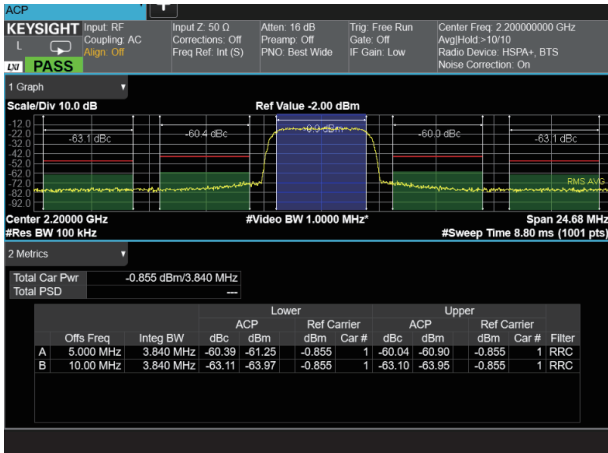 ACP
+
KEYSIGHT
L
LXI
PASS
Input: RF
Coupling: AC
Align: Off
Input Z: 50 Ω
Corrections: Off
Freq Ref: Int (S)
Atten: 16 dB
Preamp: Off
PNO: Best Wide
Trig: Free Run
Gate: Off
IF Gain: Low
Center Freq: 2.200000000 GHz
Avg|Hold:>10/10
Radio Device: HSPA+, BTS
Noise Correction: On
1 Graph
Scale/Div 10.0 dB
Ref Value -2.00 dBm
-12.0
-22.0
-32.0
-42.0
-52.0
-62.0
-72.0
-82.0
-92.0
-63.1 dBc
-60.4 dBc
-0.9 dBm
-60.0 dBc
-63.1 dBc
RMS AVG
Center 2.20000 GHz
#Video BW 1.0000 MHz*
Span 24.68 MHz
#Res BW 100 kHz
#Sweep Time 8.80 ms (1001 pts)
2 Metrics
Total Car Pwr -0.855 dBm/3.840 MHz
Total PSD ---
Lower Upper
ACP Ref Carrier ACP Ref Carrier
Offs Freq Integ BW dBc dBm dBm Car # dBc dBm dBm Car # Filter
A 5.000 MHz 3.840 MHz -60.39 -61.25 -0.855 1 -60.04 -60.90 -0.855 1 RRC
B 10.00 MHz 3.840 MHz -63.11 -63.97 -0.855 1 -63.10 -63.95 -0.855 1 RRC